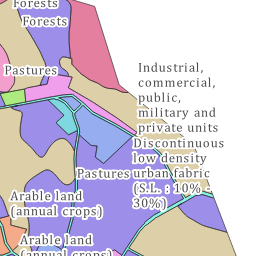 Forests
Forests
Pastures
Industrial,
commercial,
public,
military and
private units
Discontinuous
low density
urban fabric
(S.L. : 10% -
30%)
Pastures
Arable land
(annual crops)
Arable land
(annual crops)